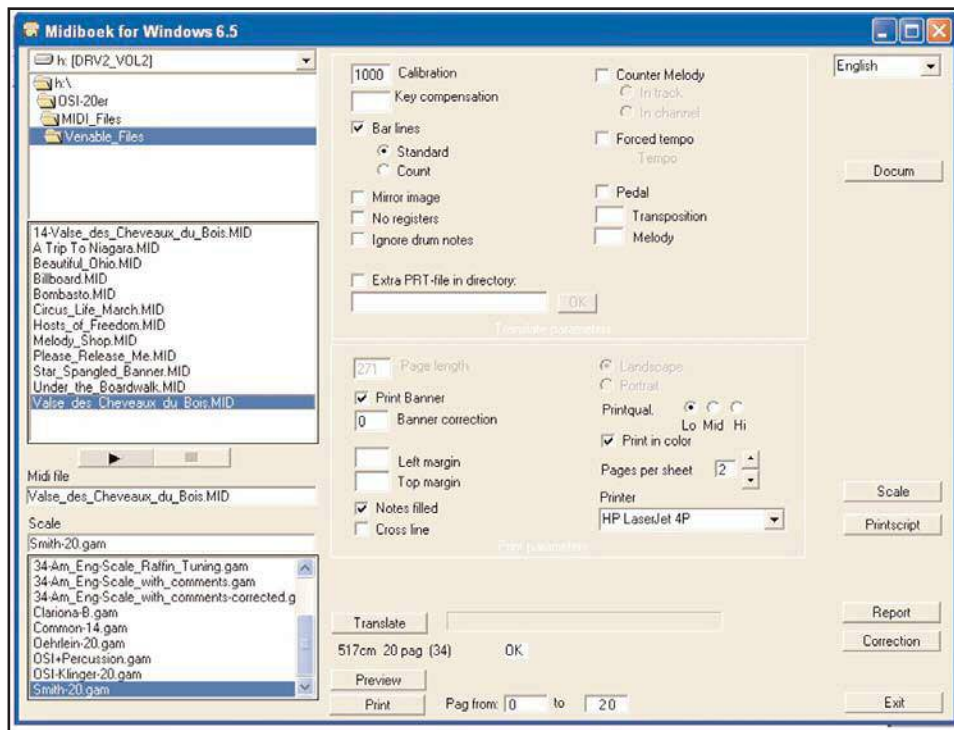 Midiboek for Windows 6.5
h: [DRV2_VOL2]
h:\
OSI-20er
MIDI_Files
Venable_Files
14-Valse_des_Cheveaux_du_Bois.MID
A Trip To Niagara.MID
Beautiful_Ohio.MID
Billboard.MID
Bombasto.MID
Circus_Life_March.MID
Hosts_of_Freedom.MID
Melody_Shop.MID
Please_Release_Me.MID
Star_Spangled_Banner.MID
Under_the_Boardwalk.MID
Valse_des_Cheveaux_du_Bois.MID
Midi file
Valse_des_Cheveaux_du_Bois.MID
Scale
Smith-20.gam
34-Am_Eng-Scale_Raffin_Tuning.gam
34-Am_Eng-Scale_with_comments.gam
34-Am_Eng-Scale_with_comments-corrected.g
Clariona-B.gam
Common-14.gam
Oehrlein-20.gam
OSI+Percussion.gam
OSI-Klinger-20.gam
Smith-20.gam
1000 Calibration
Key compensation
Bar lines
Standard
Count
Mirror image
No registers
Ignore drum notes
Extra PRT-file in directory:
OK
Counter Melody
In track
In channel
Forced tempo
Tempo
Pedal
Transposition
Melody
Translate parameters
271 Page length
Print Banner
0 Banner correction
Left margin
Top margin
Notes filled
Cross line
Landscape
Portrait
Printqual.
Lo Mid Hi
Print in color
Pages per sheet 2
Printer
HP LaserJet 4P
Print parameters
Translate
517cm 20 pag (34) OK
Preview
Print Pag from: 0 to 20
English
Docum
Scale
Printscript
Report
Correction
Exit